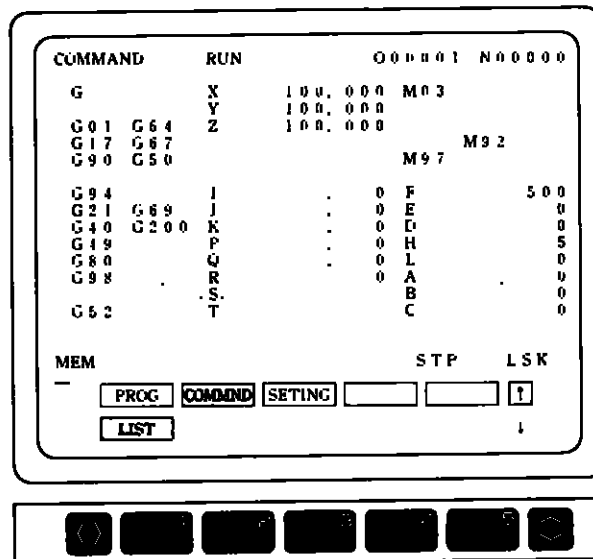 COMMAND RUN O00001 N00000
G X 100.000 M03
Y 100.000
G01 G64 Z 100.000
G17 G67 M92
G90 G50 M97
G94 I . 0 F 500
G21 G69 J . 0 E 0
G40 G200 K . 0 D 0
G49 P . 0 H 5
G80 Q . 0 L 0
G98 . R 0 A . 0
.S. B 0
G52 T C 0
MEM STP LSK
PROG COMMND SETING ↑
LIST ↓